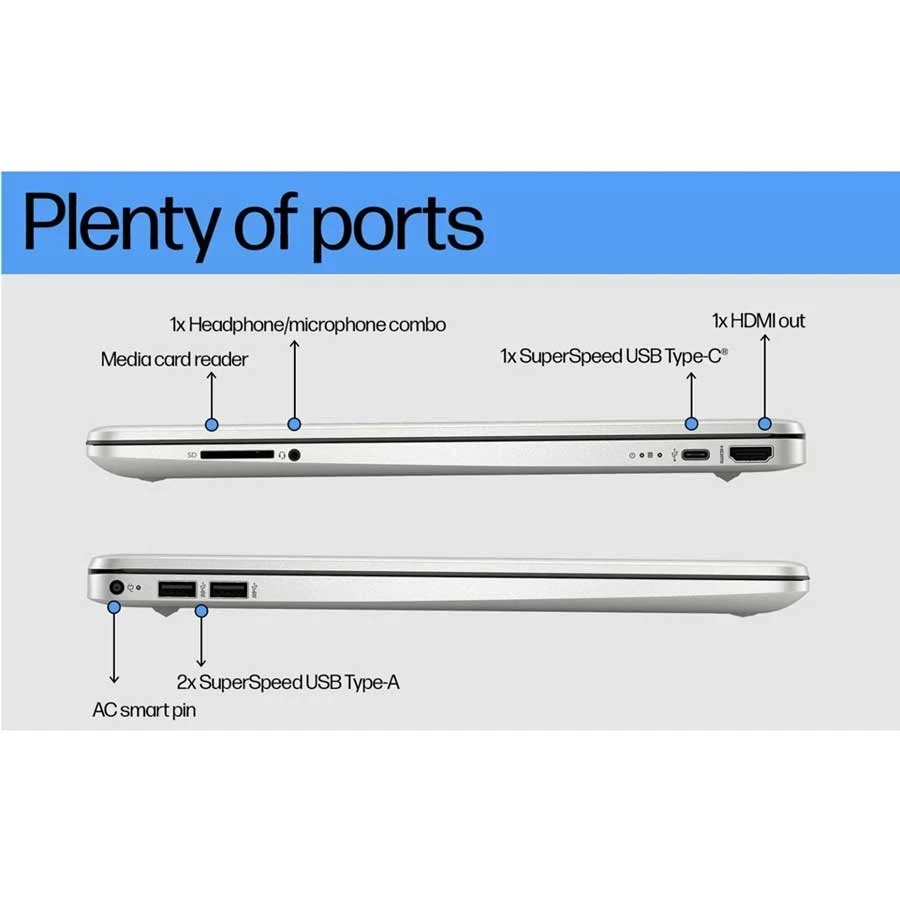 Plenty of ports
1x Headphone/microphone combo
1x HDMI out
Media card reader
1x SuperSpeed USB Type-C®
SD
HDMI
2x SuperSpeed USB Type-A
AC smart pin